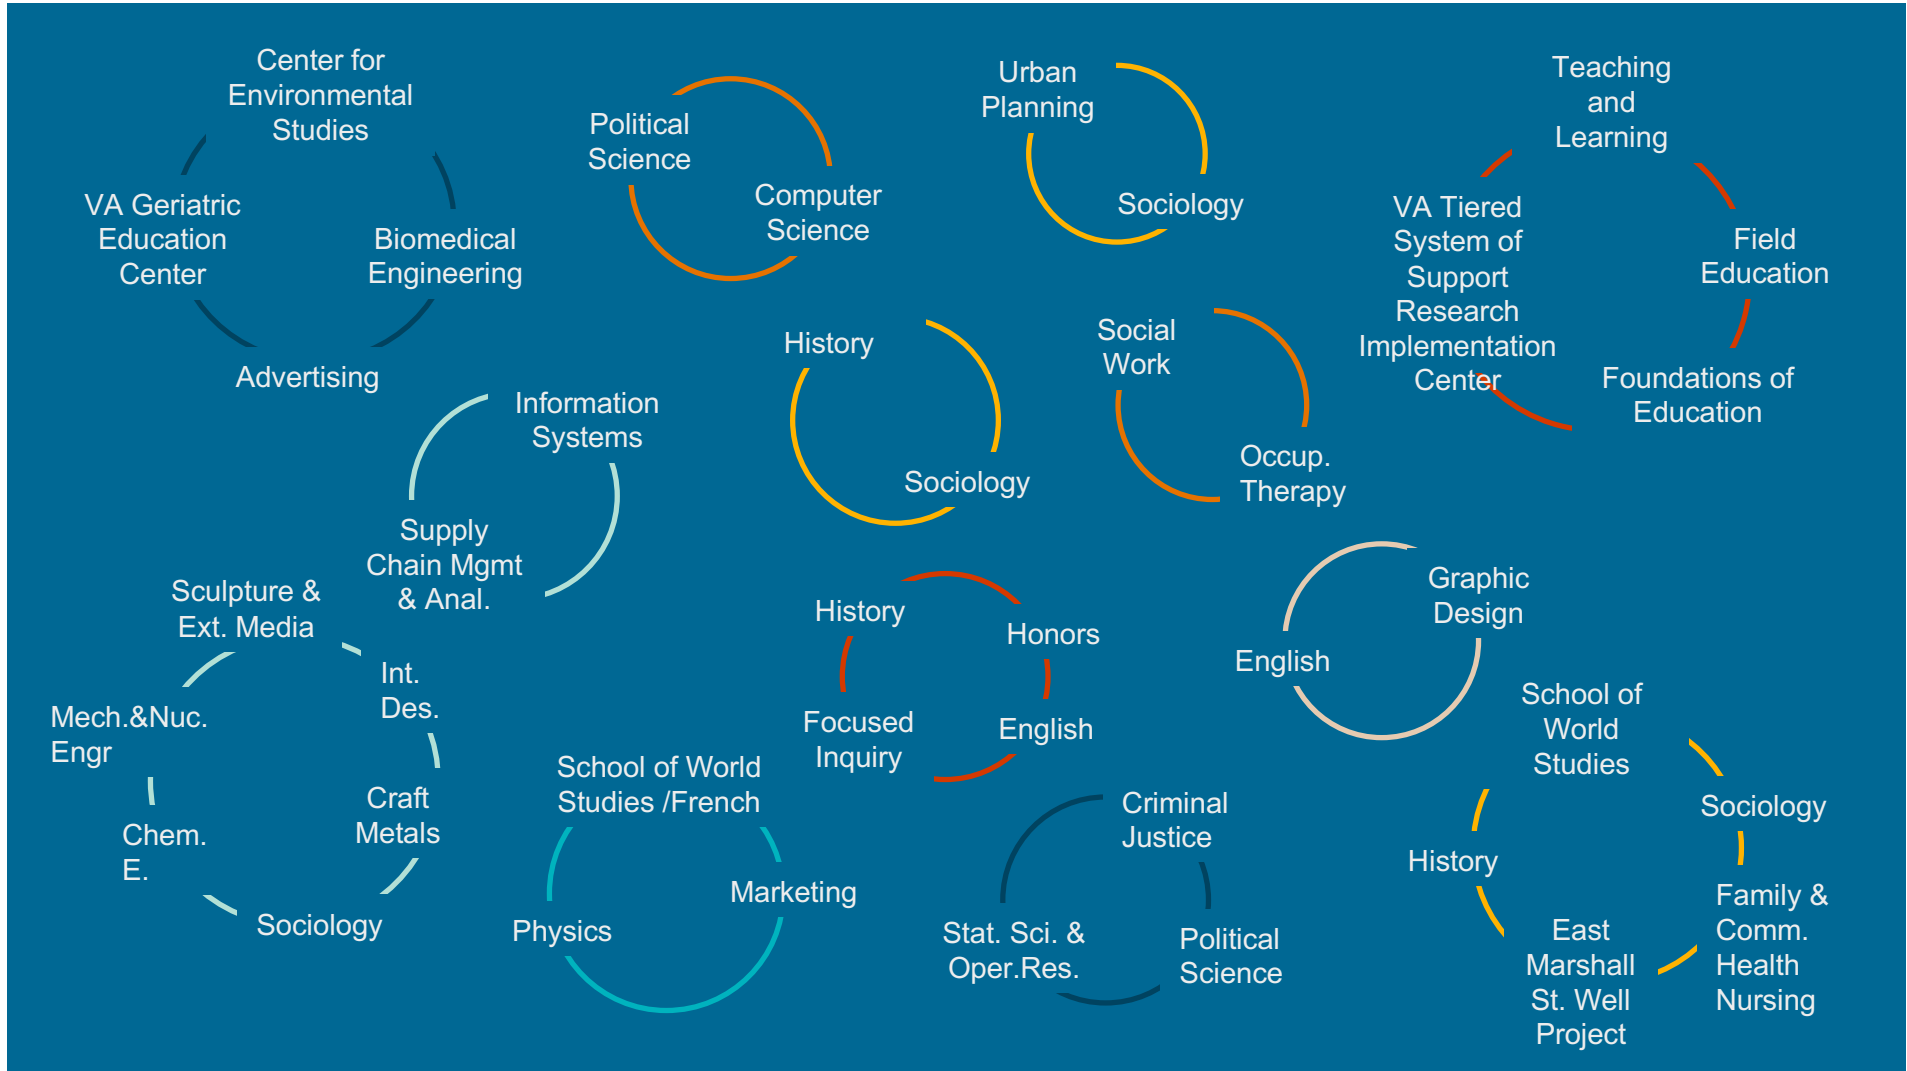 Center for
Environmental
Studies
VA Geriatric
Education
Center
Biomedical
Engineering
Advertising
Political
Science
Computer
Science
Urban
Planning
Sociology
Teaching
and
Learning
VA Tiered
System of
Support
Research
Implementation
Center
Field
Education
Foundations of
Education
Information
Systems
Supply
Chain Mgmt
& Anal.
History
Sociology
Social
Work
Occup.
Therapy
Sculpture &
Ext. Media
Int.
Des.
Mech.&Nuc.
Engr
Craft
Metals
Chem.
E.
Sociology
History
Honors
Focused
Inquiry
English
Graphic
Design
English
School of World
Studies /French
Marketing
Physics
Criminal
Justice
Stat. Sci. &
Oper.Res.
Political
Science
School of
World
Studies
Sociology
History
Family &
Comm.
Health
Nursing
East
Marshall
St. Well
Project